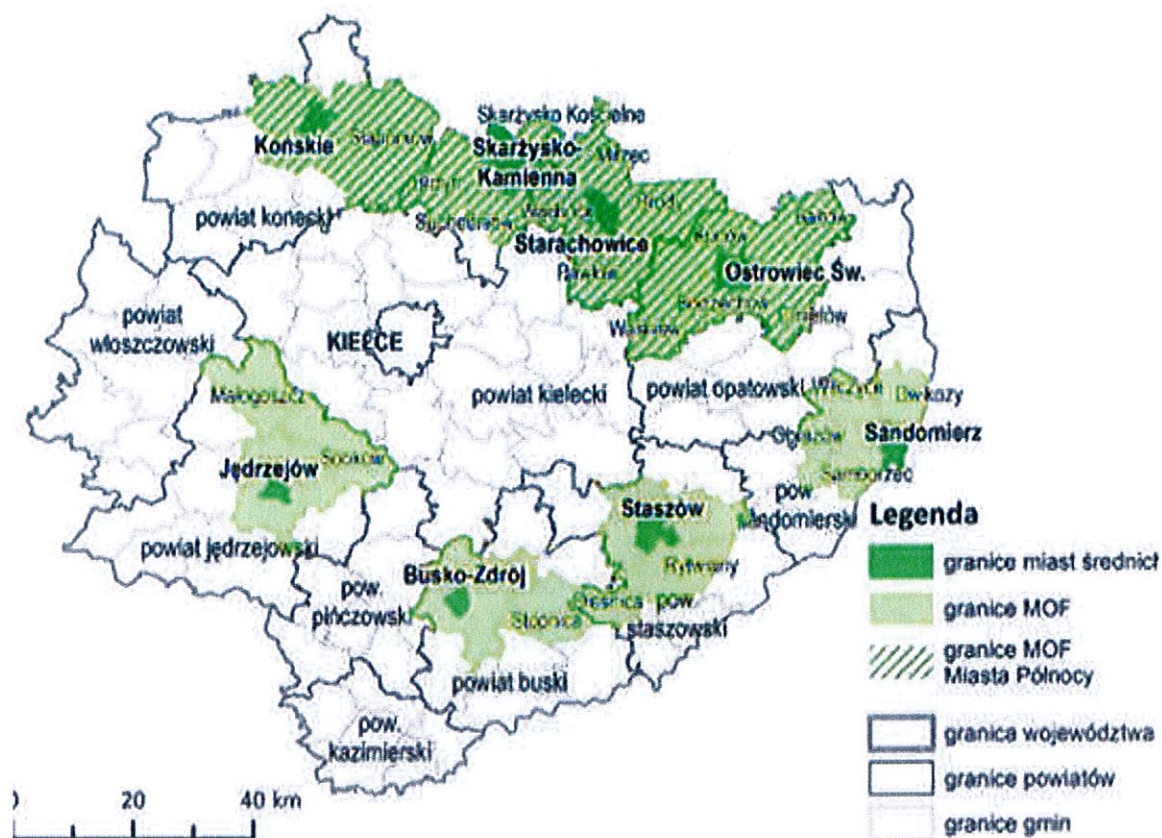 Skarżysko Kościelne
Końskie
Skarżysko-
Kamienna
Mirzec
powiat konecki
Suchedniów
Wąchock
Brody
Starachowice
Pawłów
Ostrowiec Św.
Bodzechów
Waśniów
powiat
włoszczowski
KIELCE
powiat kielecki
powiat opatowski
Wilczyce
Dwikozy
Małogoszcz
Obrazów
Sandomierz
Samborzec
Jędrzejów
Sobków
pow.
sandomierski
Staszów
powiat jędrzejowski
Rytwiany
Busko-Zdrój
pow.
pińczowski
Stopnica
Oleśnica
pow.
staszowski
powiat buski
pow.
kazimierski
20
40 km
Legenda
granice miast średnich
granice MOF
granice MOF
Miasta Północy
granica województwa
granice powiatów
granice gmin